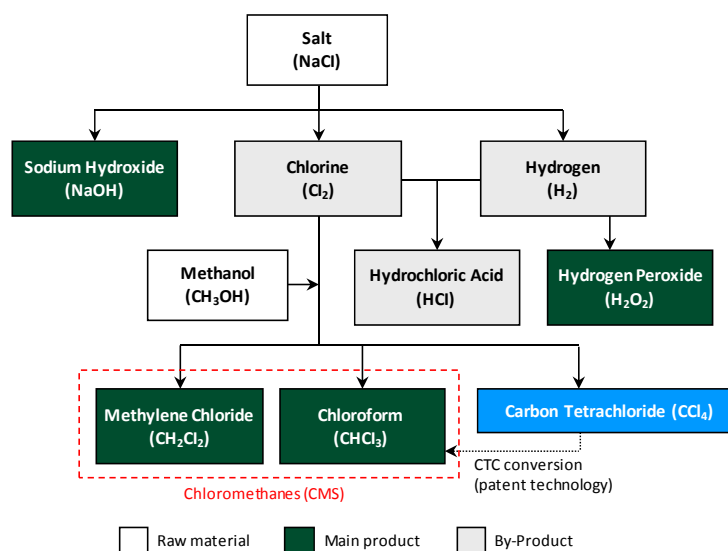 Salt
(NaCl)
Sodium Hydroxide
(NaOH)
Chlorine
(Cl₂)
Hydrogen
(H₂)
Methanol
(CH₃OH)
Hydrochloric Acid
(HCl)
Hydrogen Peroxide
(H₂O₂)
Methylene Chloride
(CH₂Cl₂)
Chloroform
(CHCl₃)
Carbon Tetrachloride (CCl₄)
CTC conversion
(patent technology)
Chloromethanes (CMS)
Raw material
Main product
By-Product